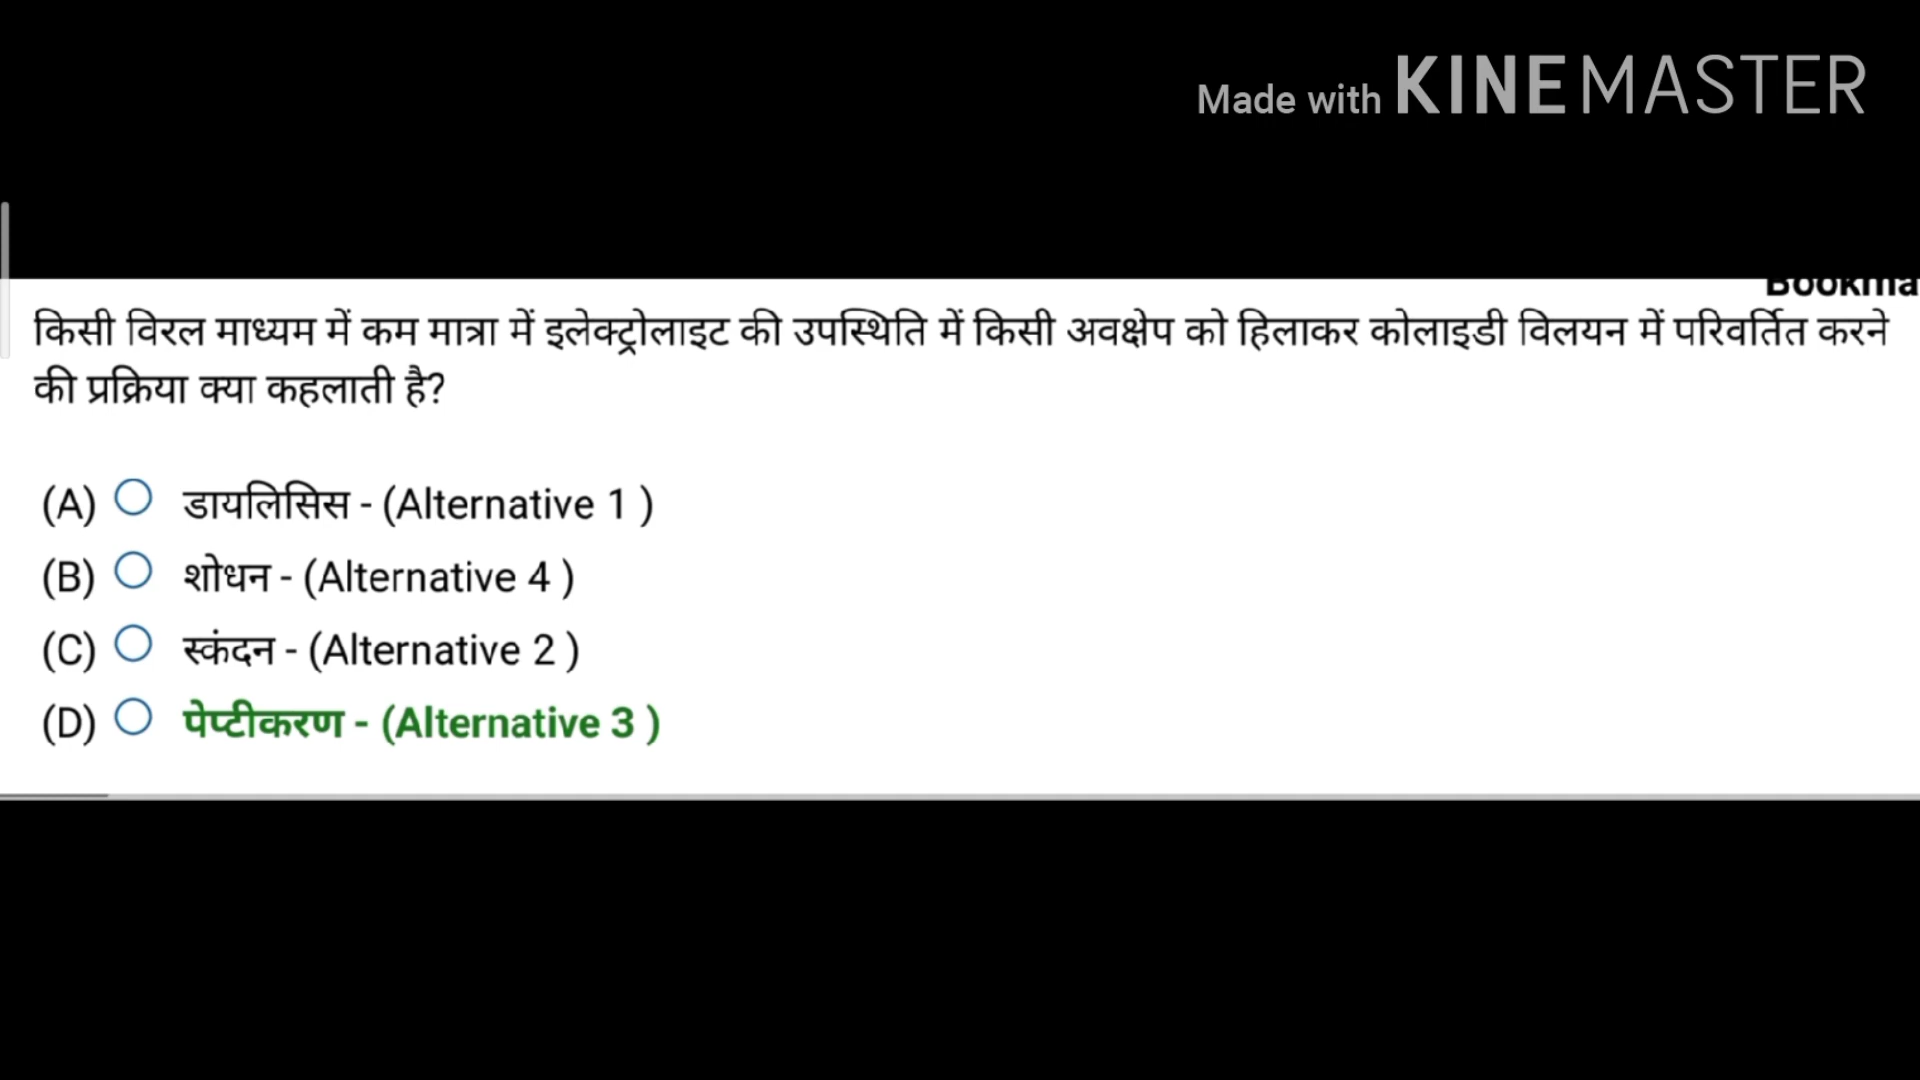 Made with KINEMASTER
किसी विरल माध्यम में कम मात्रा में इलेक्ट्रोलाइट की उपस्थिति में किसी अवक्षेप को हिलाकर कोलाइडी विलयन में परिवर्तित करने
की प्रक्रिया क्या कहलाती है?
(A) डायलिसिस - (Alternative 1 )
(B) शोधन - (Alternative 4 )
(C) स्कंदन - (Alternative 2 )
(D) पेप्टीकरण - (Alternative 3 )